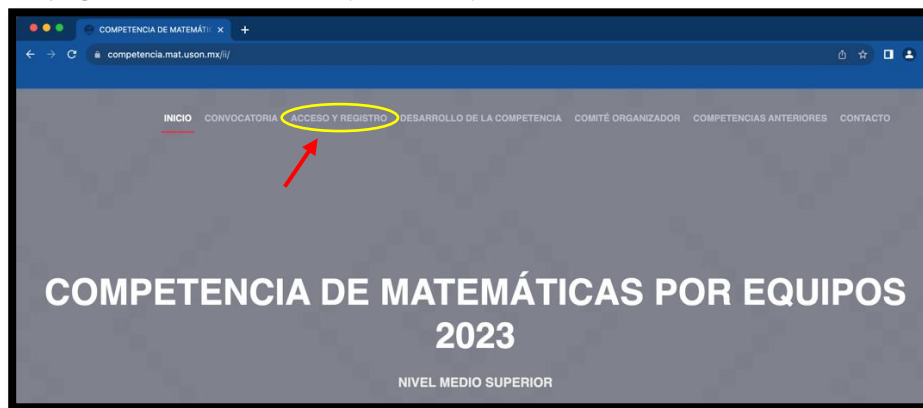 COMPETENCIA DE MATEMÁTI
competencia.mat.uson.mx/ii/
INICIO CONVOCATORIA ACCESO Y REGISTRO DESARROLLO DE LA COMPETENCIA COMITÉ ORGANIZADOR COMPETENCIAS ANTERIORES CONTACTO
COMPETENCIA DE MATEMÁTICAS POR EQUIPOS
2023
NIVEL MEDIO SUPERIOR